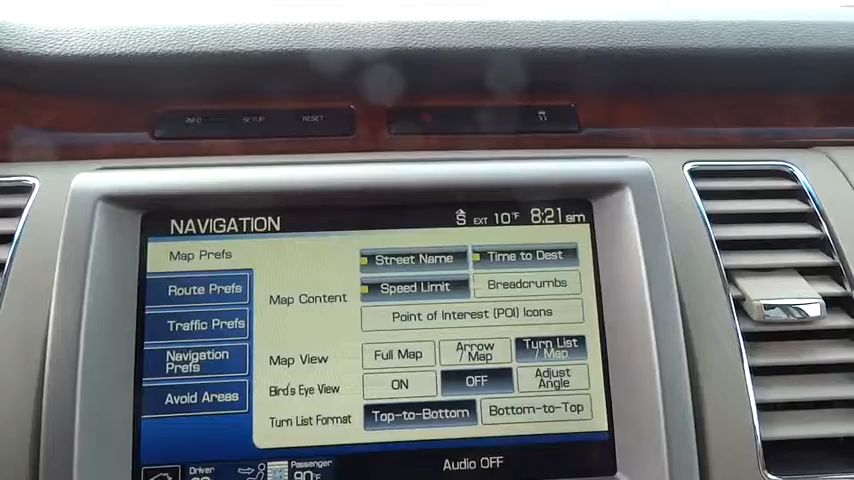 INFO SETUP RESET
NAVIGATION S EXT 10°F 8:21am
Map Prefs
Route Prefs
Traffic Prefs
Navigation Prefs
Avoid Areas
Map Content
Street Name Time to Dest
Speed Limit Breadcrumbs
Point of Interest (POI) Icons
Map View
Full Map Arrow / Map Turn List / Map
Bird's Eye View
ON OFF Adjust Angle
Turn List Format
Top-to-Bottom Bottom-to-Top
Driver Passenger
90°F
Audio OFF